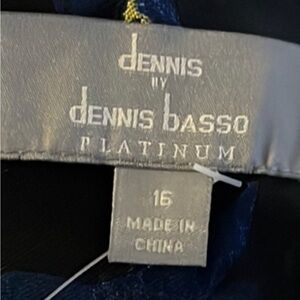 dENNIS
BY
dENNIS bASSO
PLATINUM
16
MADE IN
CHINA